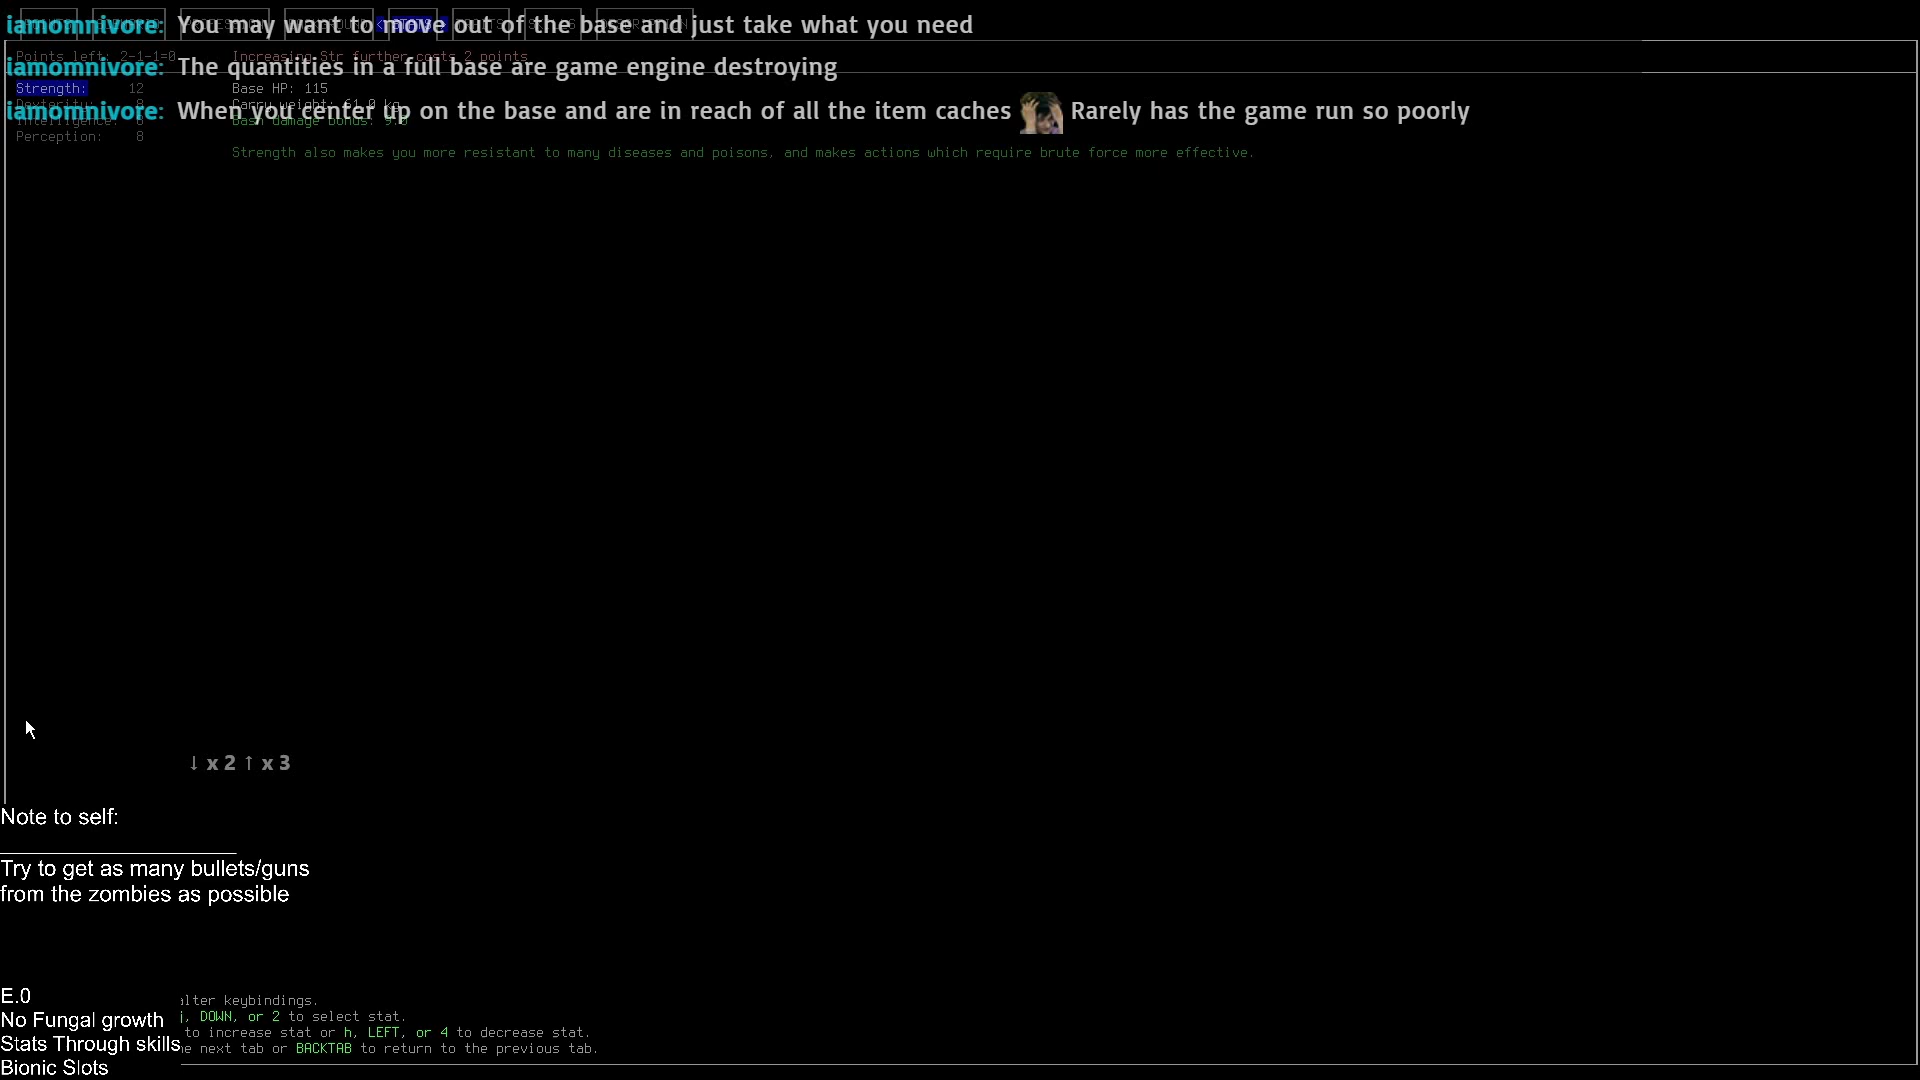 iamomnivore: You may want to move out of the base and just take what you need
< STATS >
Points left: 2-1-1=0 Increasing Str further costs 2 points
iamomnivore: The quantities in a full base are game engine destroying
Strength: 12 Base HP: 115
iamomnivore: When you center up on the base and are in reach of all the item caches Rarely has the game run so poorly
Perception: 8
Strength also makes you more resistant to many diseases and poisons, and makes actions which require brute force more effective.
↓ x 2 ↑ x 3
Note to self:
Try to get as many bullets/guns
from the zombies as possible
E.0
alter keybindings.
No Fungal growth
, DOWN, or 2 to select stat.
to increase stat or h, LEFT, or 4 to decrease stat.
Stats Through skills
next tab or BACKTAB to return to the previous tab.
Bionic Slots